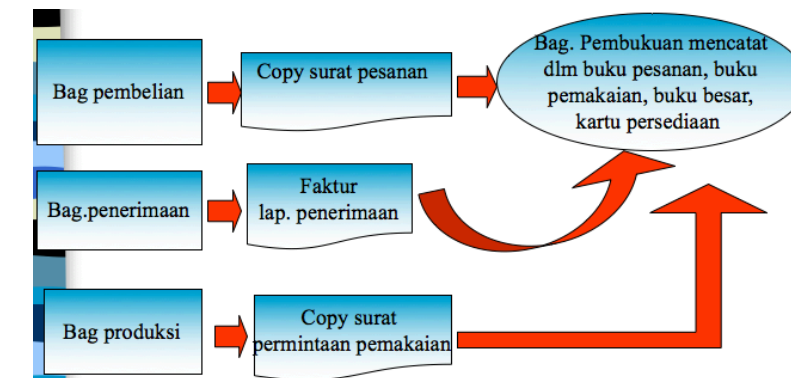 Bag pembelian
Copy surat pesanan
Bag. Pembukuan mencatat
dlm buku pesanan, buku
pemakaian, buku besar,
kartu persediaan
Bag.penerimaan
Faktur
lap. penerimaan
Bag produksi
Copy surat
permintaan pemakaian